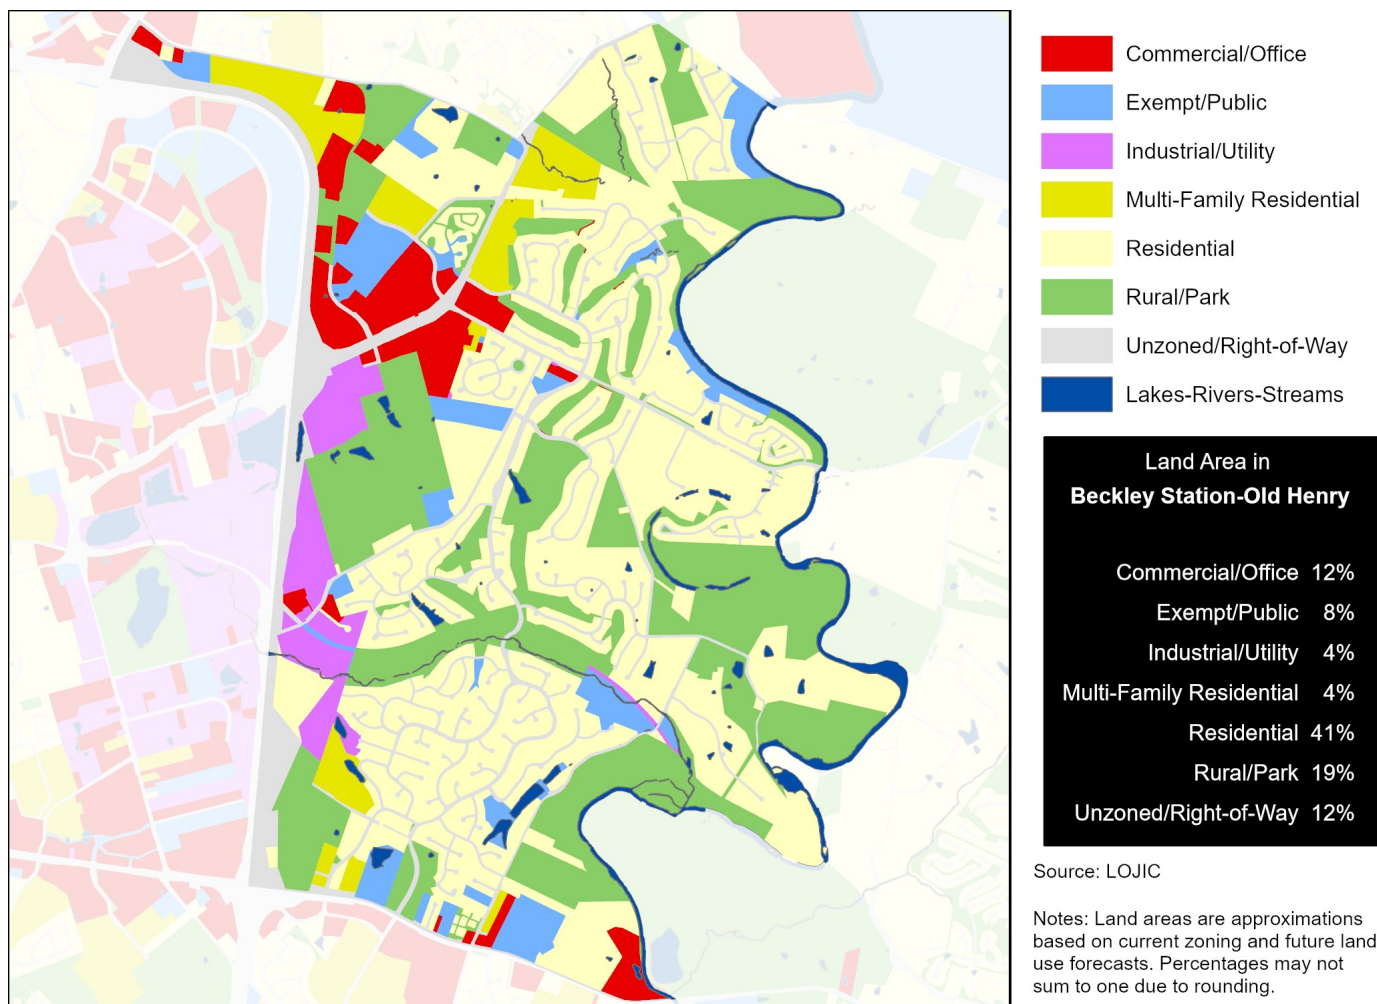 Commercial/Office
Exempt/Public
Industrial/Utility
Multi-Family Residential
Residential
Rural/Park
Unzoned/Right-of-Way
Lakes-Rivers-Streams
Land Area in
Beckley Station-Old Henry
Commercial/Office 12%
Exempt/Public 8%
Industrial/Utility 4%
Multi-Family Residential 4%
Residential 41%
Rural/Park 19%
Unzoned/Right-of-Way 12%
Source: LOJIC
Notes: Land areas are approximations
based on current zoning and future land
use forecasts. Percentages may not
sum to one due to rounding.